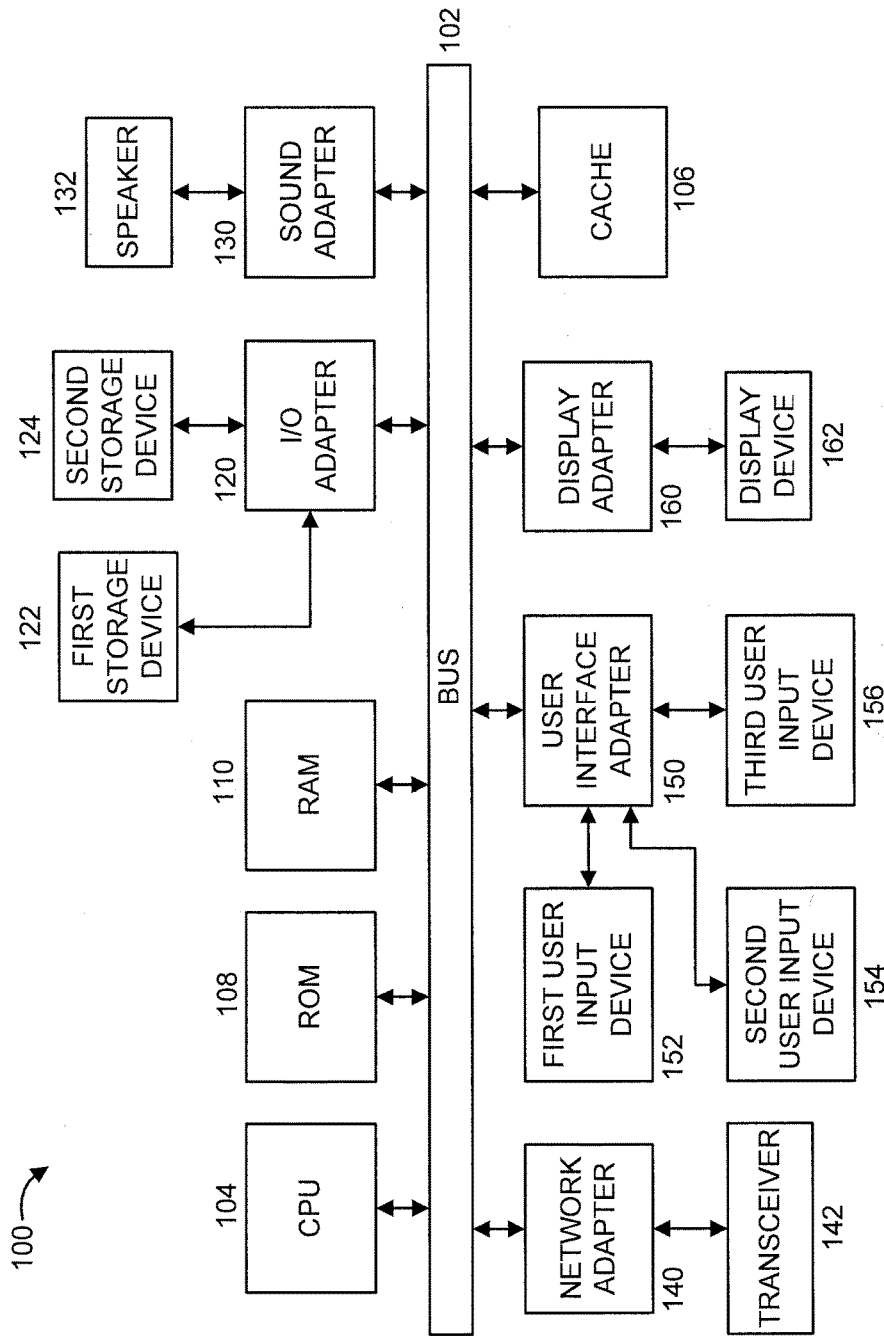 100
104
CPU
108
ROM
110
RAM
122
FIRST
STORAGE
DEVICE
124
SECOND
STORAGE
DEVICE
120
I/O
ADAPTER
132
SPEAKER
130
SOUND
ADAPTER
BUS
102
NETWORK
ADAPTER
140
TRANSCEIVER
142
FIRST USER
INPUT
DEVICE
152
SECOND
USER INPUT
DEVICE
154
USER
INTERFACE
ADAPTER
150
THIRD USER
INPUT
DEVICE
156
DISPLAY
ADAPTER
160
DISPLAY
DEVICE
162
CACHE
106